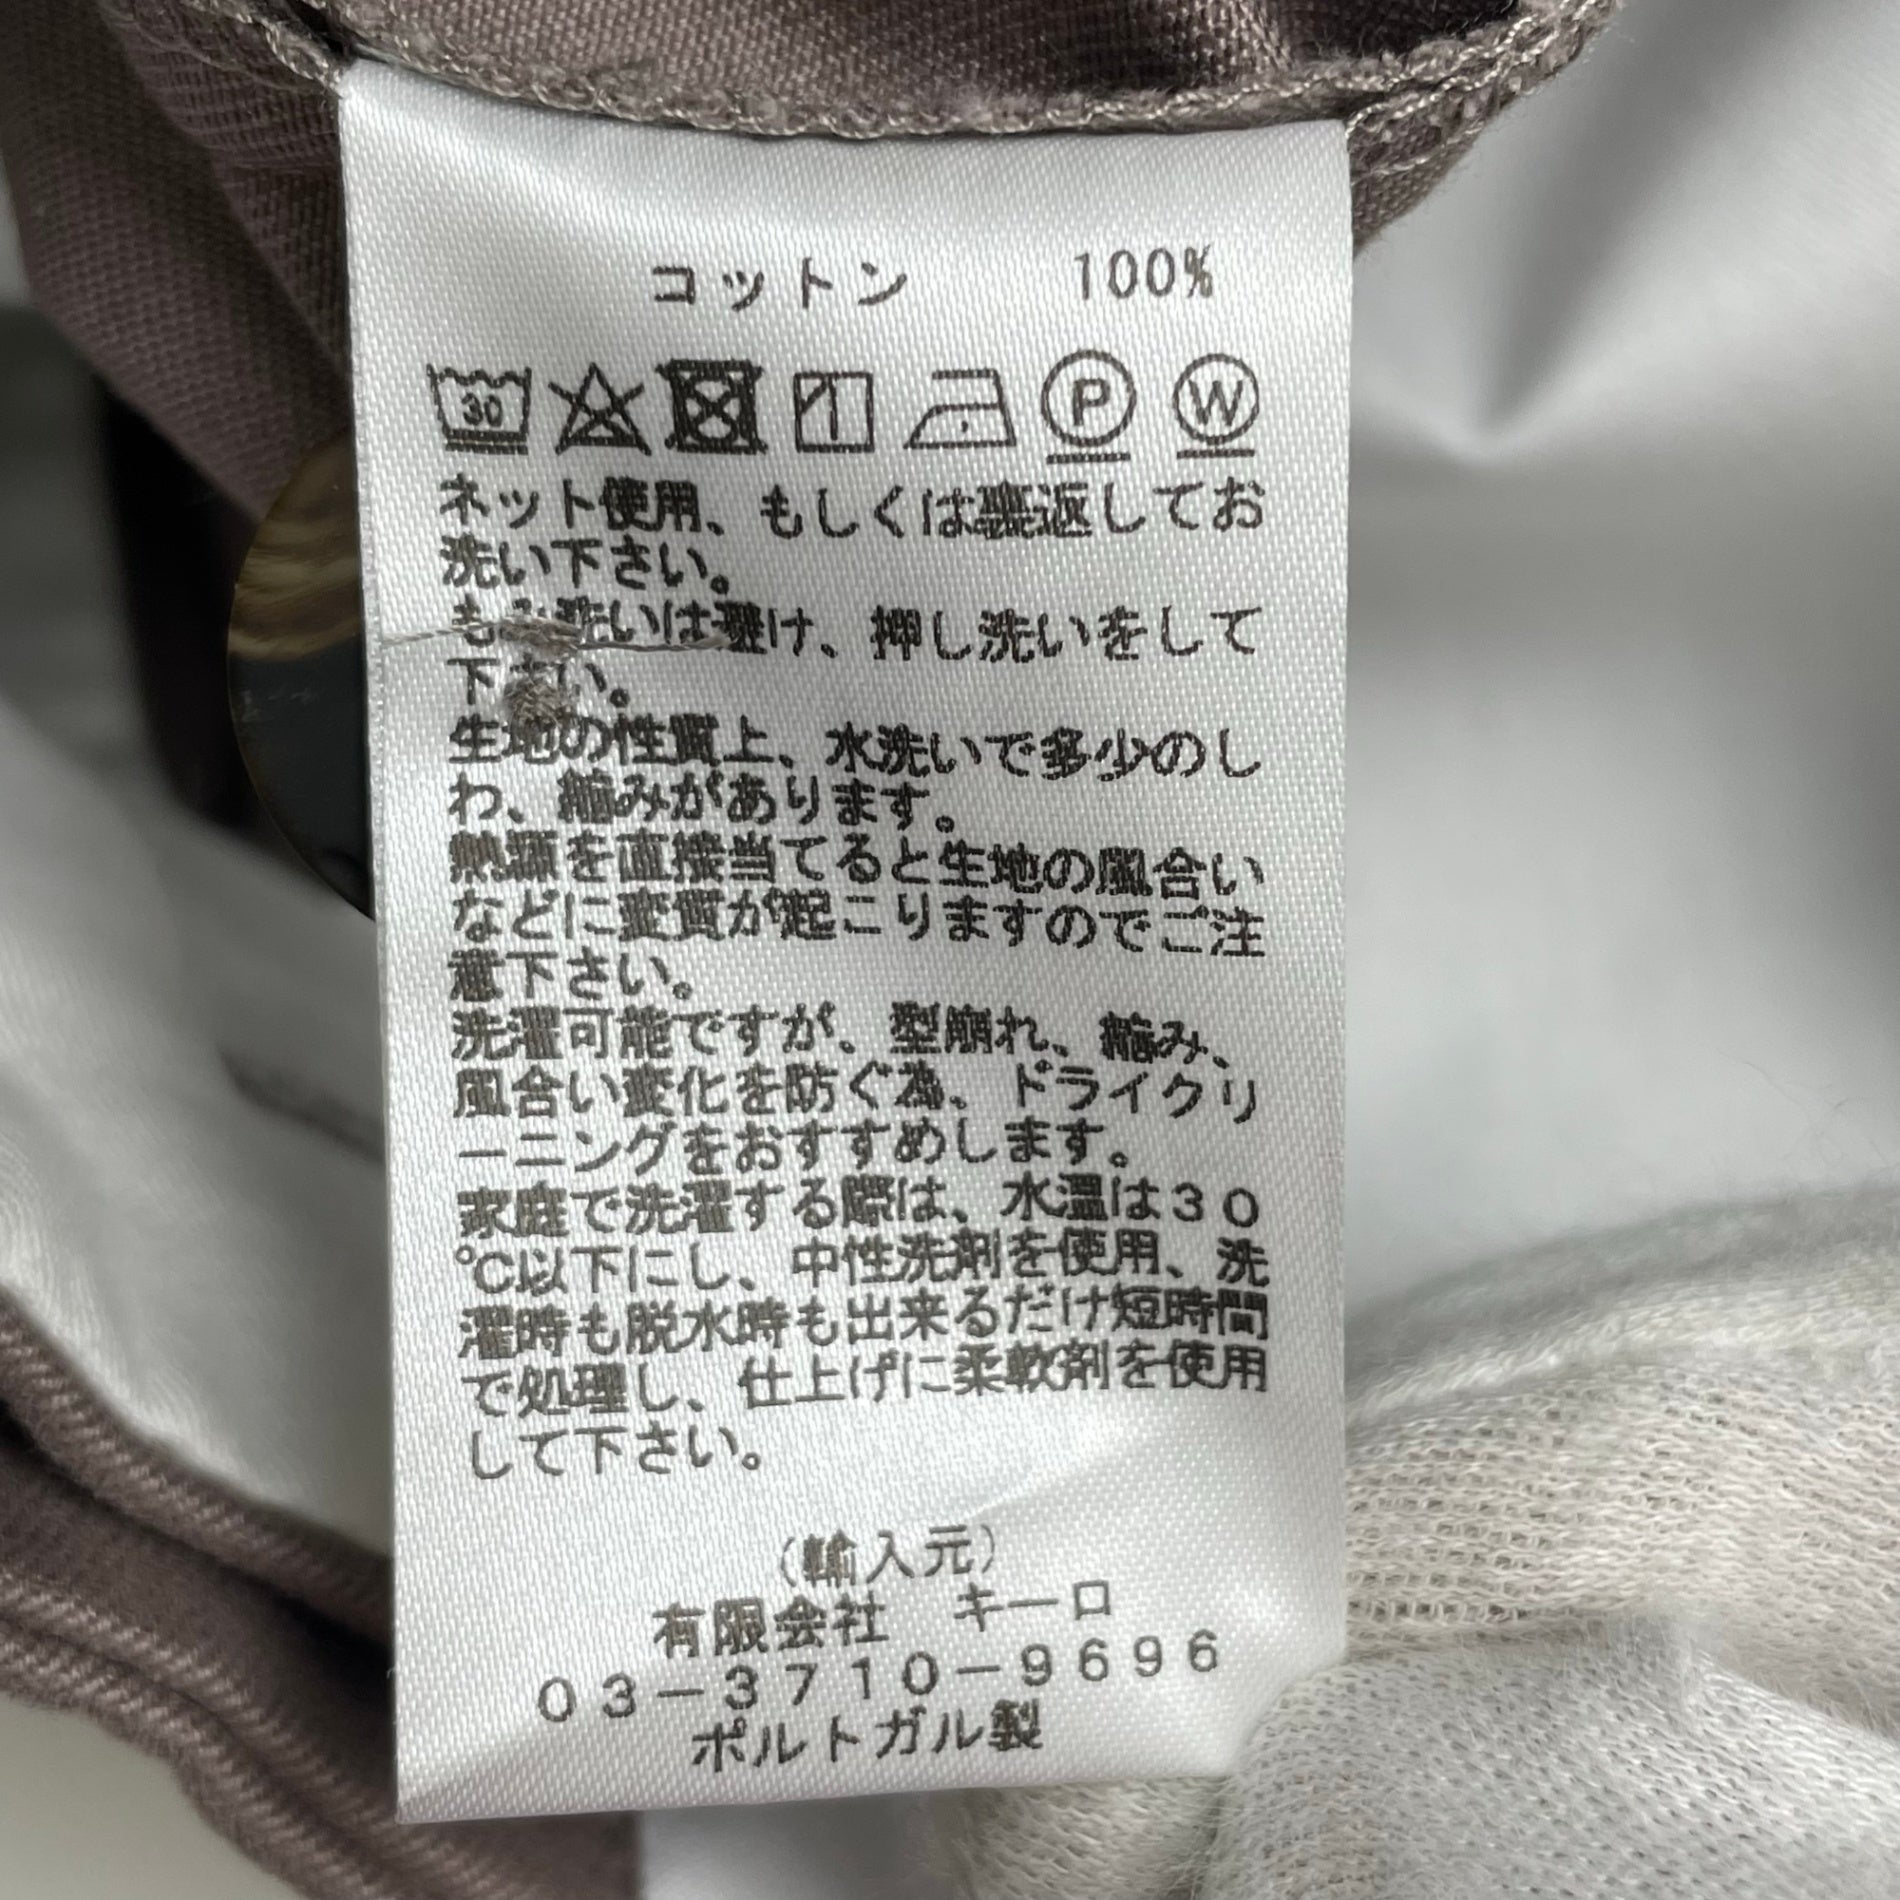 コットン　100%
30 P W
ネット使用、もしくは裏返してお
洗い下さい。
もみ洗いは避け、押し洗いをして
下さい。
生地の性質上、水洗いで多少のし
わ、縮みがあります。
熱源を直接当てると生地の風合い
などに変質が起こりますのでご注
意下さい。
洗濯可能ですが、型崩れ、縮み、
風合い変化を防ぐ為、ドライクリ
ーニングをおすすめします。
家庭で洗濯する際は、水温は30
℃以下にし、中性洗剤を使用、洗
濯時も脱水時も出来るだけ短時間
で処理し、仕上げに柔軟剤を使用
して下さい。
（輸入元）
有限会社　キーロ
03-3710-9696
ポルトガル製